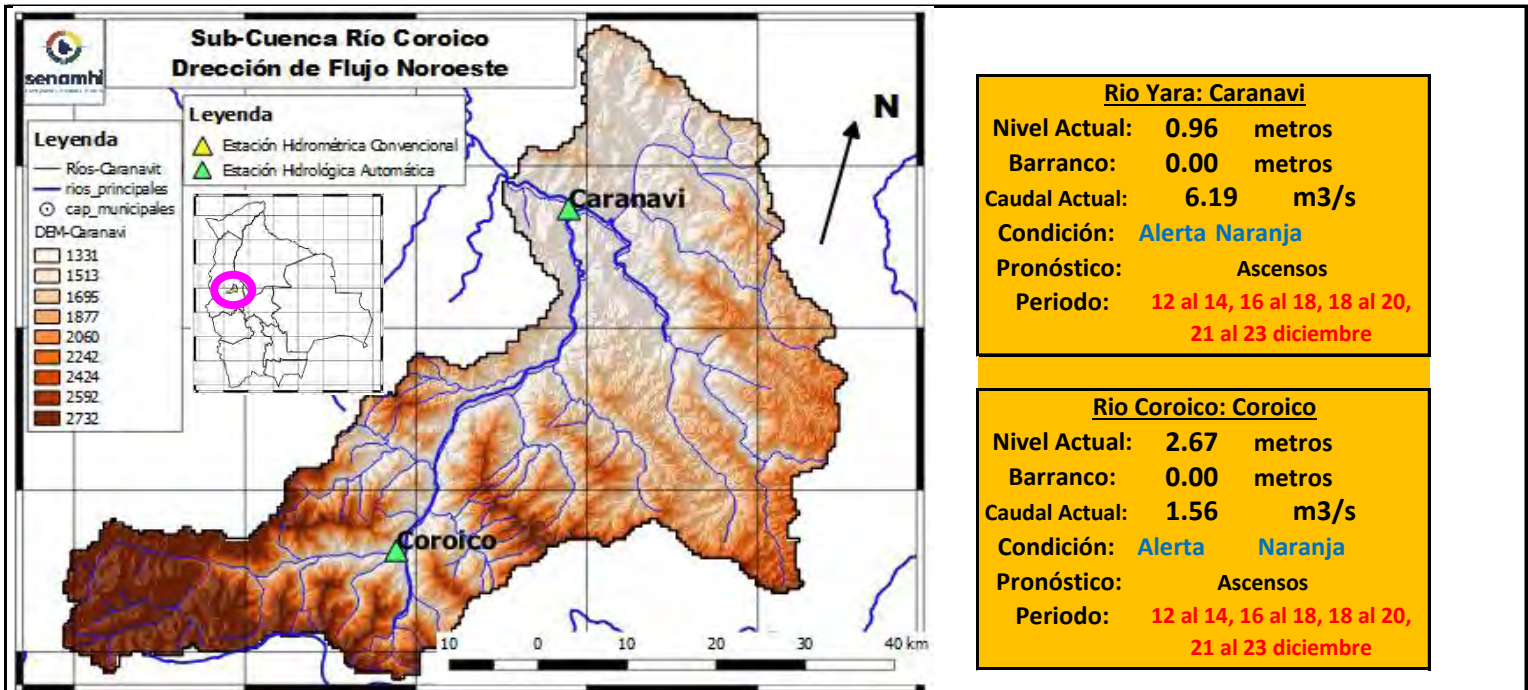 senamhi
Sub-Cuenca Río Coroico
Drección de Flujo Noroeste
Leyenda
Estación Hidrométrica Convencional
Estación Hidrológica Automática
Leyenda
Ríos-Caranavit
rios_principales
cap_municipales
DEM-Caranavi
1331
1513
1695
1877
2060
2242
2424
2592
2732
N
Caranavi
Coroico
10 0 10 20 30 40 km
Rio Yara: Caranavi
Nivel Actual: 0.96 metros
Barranco: 0.00 metros
Caudal Actual: 6.19 m3/s
Condición: Alerta Naranja
Pronóstico: Ascensos
Periodo: 12 al 14, 16 al 18, 18 al 20,
21 al 23 diciembre
Rio Coroico: Coroico
Nivel Actual: 2.67 metros
Barranco: 0.00 metros
Caudal Actual: 1.56 m3/s
Condición: Alerta Naranja
Pronóstico: Ascensos
Periodo: 12 al 14, 16 al 18, 18 al 20,
21 al 23 diciembre